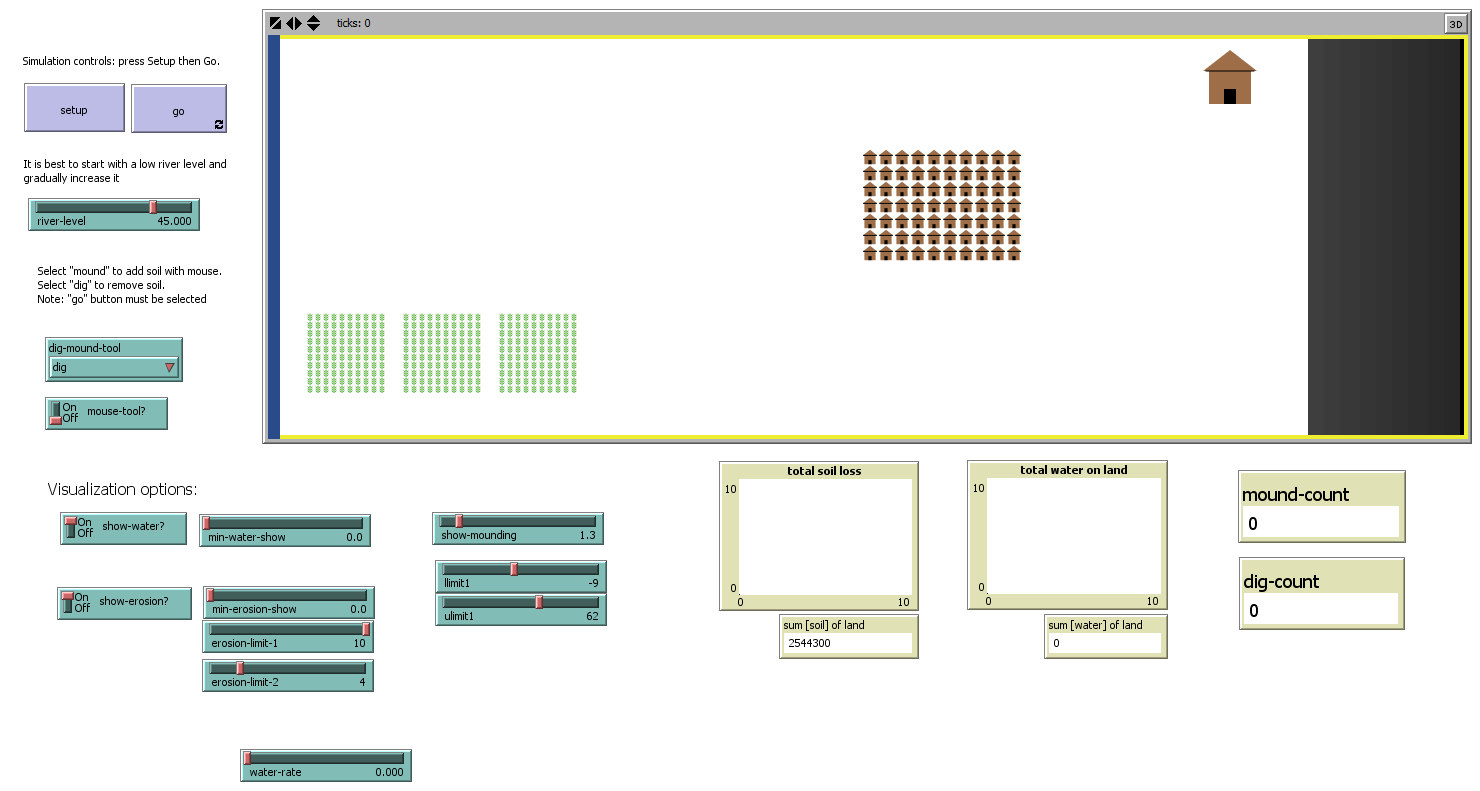 ticks: 0
3D
Simulation controls: press Setup then Go.
setup
go
It is best to start with a low river level and
gradually increase it
river-level 45.000
Select "mound" to add soil with mouse.
Select "dig" to remove soil.
Note: "go" button must be selected
dig-mound-tool
dig
On
Off
mouse-tool?
Visualization options:
On
Off
show-water?
min-water-show 0.0
show-mounding 1.3
llimit1 -9
ulimit1 62
On
Off
show-erosion?
min-erosion-show 0.0
erosion-limit-1 10
erosion-limit-2 4
water-rate 0.000
total soil loss
10
0
0 10
sum [soil] of land
2544300
total water on land
10
0
0 10
sum [water] of land
0
mound-count
0
dig-count
0